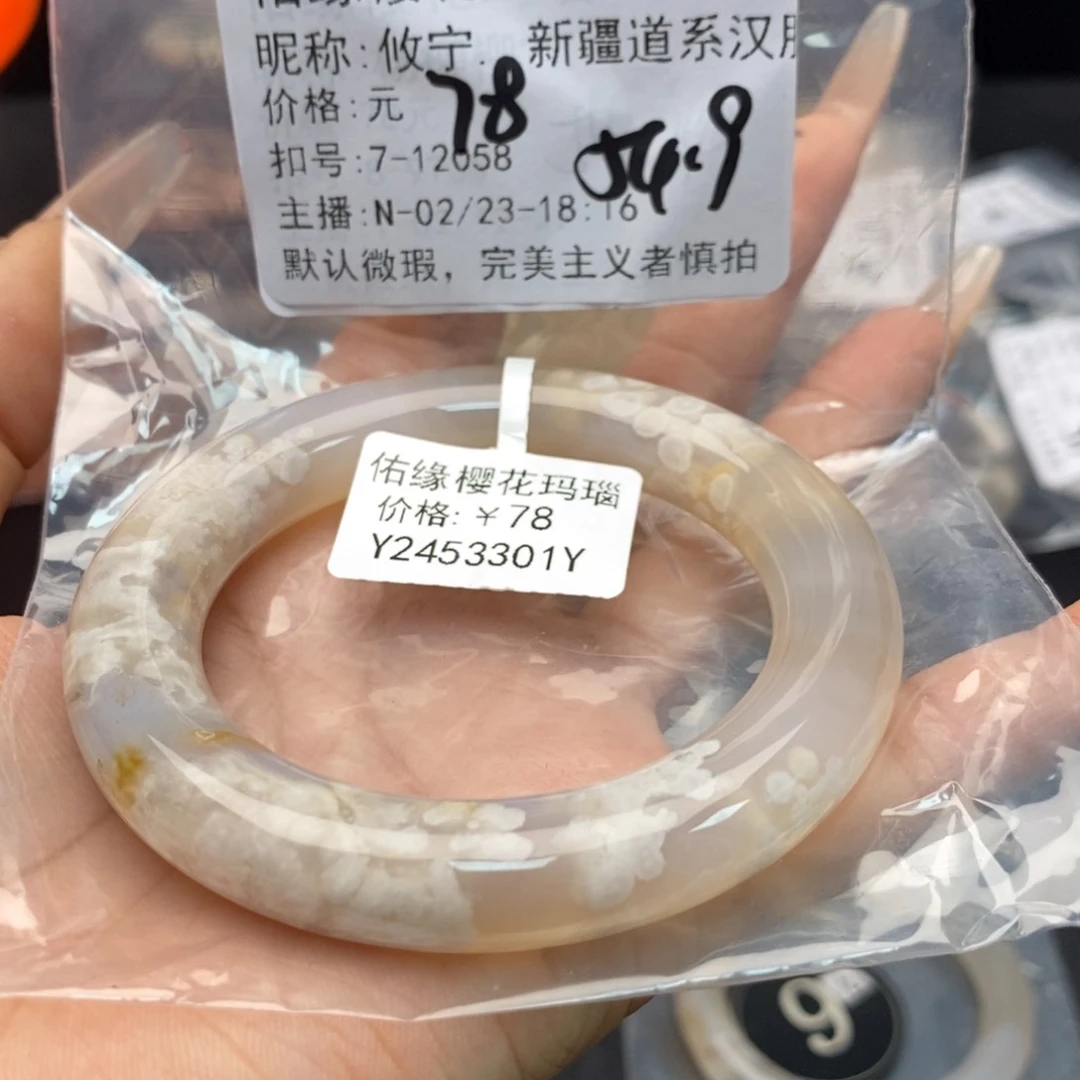 昵称:攸宁. 新疆道系汉服
价格:元 78
扣号:7-12058
54.9
主播:N-02/23-18:16
默认微瑕，完美主义者慎拍
佑缘樱花玛瑙
价格:￥78
Y2453301Y
9